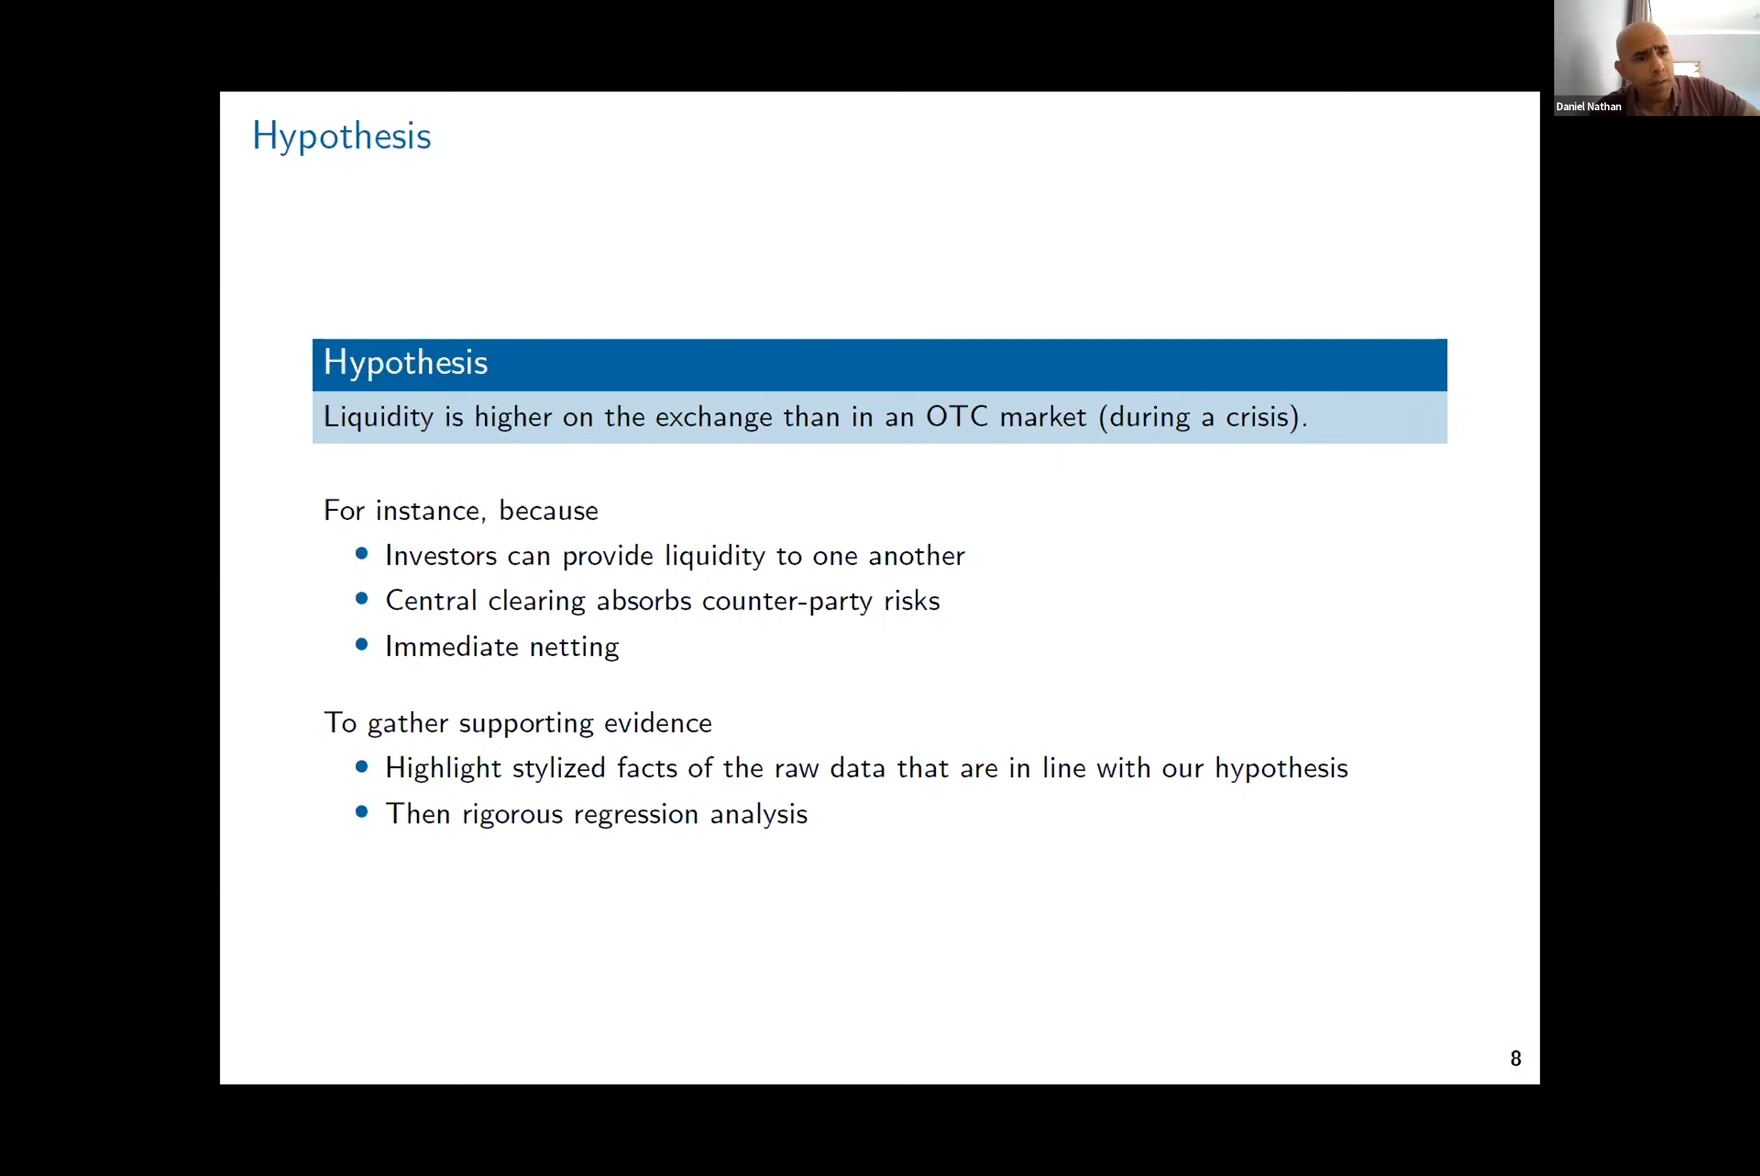 Daniel Nathan
Hypothesis
Hypothesis
Liquidity is higher on the exchange than in an OTC market (during a crisis).
For instance, because
• Investors can provide liquidity to one another
• Central clearing absorbs counter-party risks
• Immediate netting
To gather supporting evidence
• Highlight stylized facts of the raw data that are in line with our hypothesis
• Then rigorous regression analysis
8